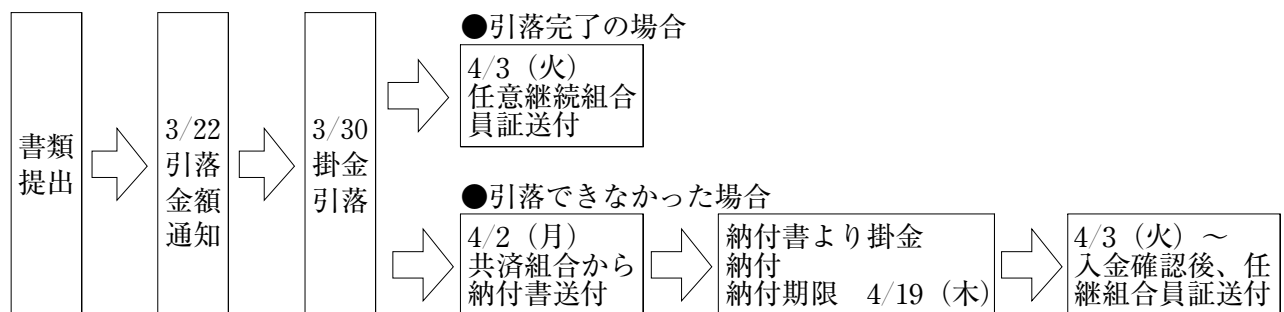 書類
提出
3/22
引落
金額
通知
3/30
掛金
引落
●引落完了の場合
4/3（火）
任意継続組合
員証送付
●引落できなかった場合
4/2（月）
共済組合から
納付書送付
納付書より掛金
納付
納付期限　4/19（木）
4/3（火）～
入金確認後、任
継組合員証送付